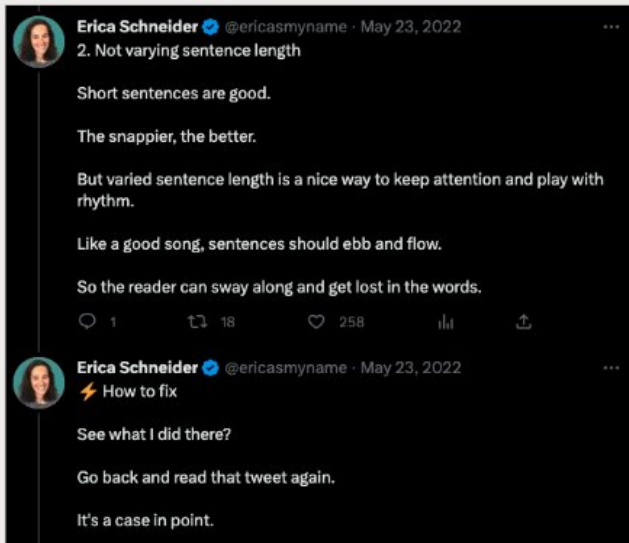 Erica Schneider @ericasmyname · May 23, 2022
2. Not varying sentence length
Short sentences are good.
The snappier, the better.
But varied sentence length is a nice way to keep attention and play with
rhythm.
Like a good song, sentences should ebb and flow.
So the reader can sway along and get lost in the words.
1 18 258
Erica Schneider @ericasmyname · May 23, 2022
⚡ How to fix
See what I did there?
Go back and read that tweet again.
It's a case in point.